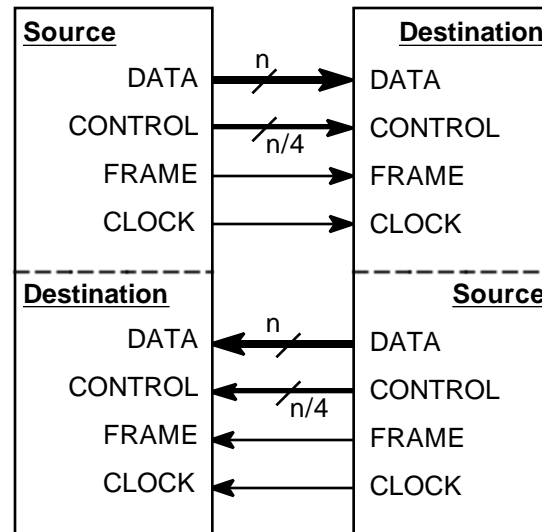 Source Destination
n
DATA DATA
CONTROL CONTROL
n/4
FRAME FRAME
CLOCK CLOCK
Destination Source
n
DATA DATA
CONTROL CONTROL
n/4
FRAME FRAME
CLOCK CLOCK